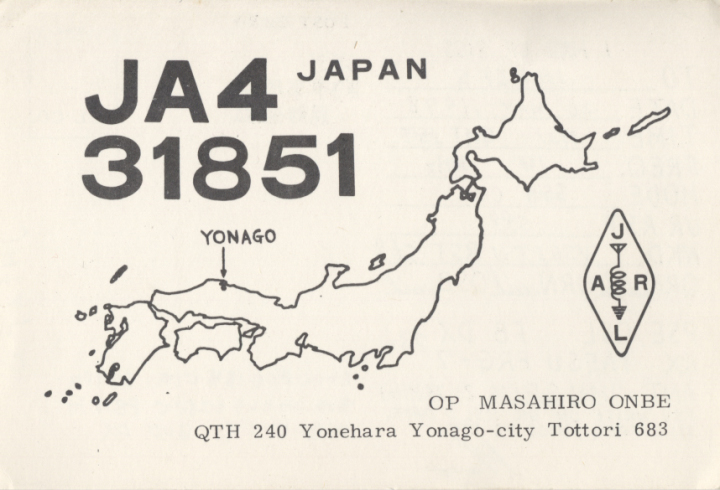 JA4 JAPAN
31851
YONAGO
J
A R
L
OP MASAHIRO ONBE
QTH 240 Yonehara Yonago-city Tottori 683